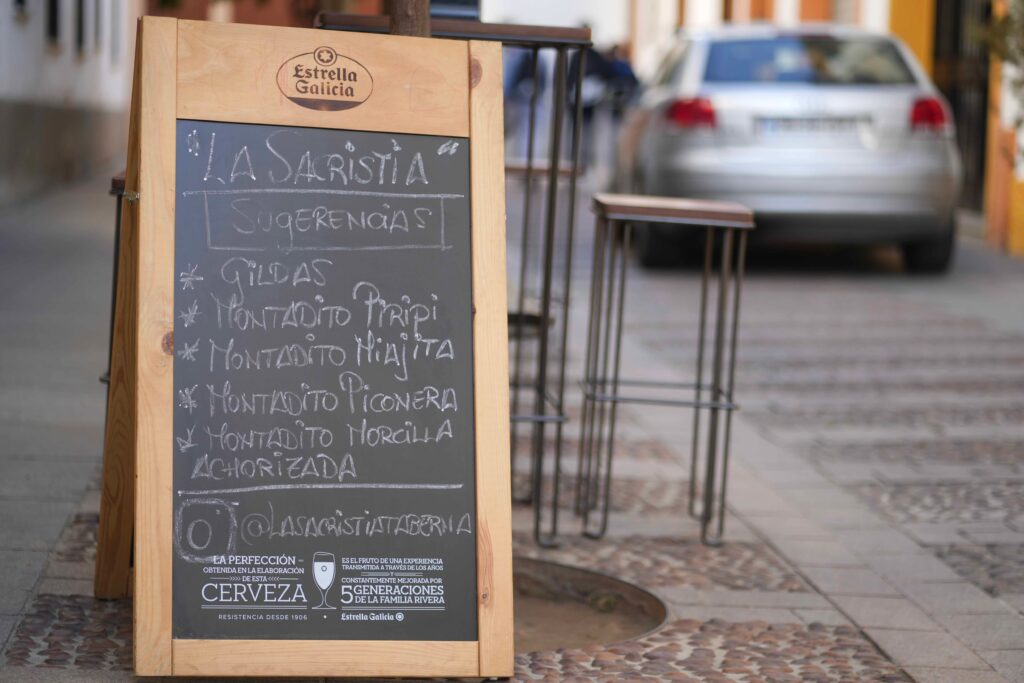 Estrella
Galicia
"LA SACRISTIA"
SUGERENCIAS
* GILDAS
* MONTADITO PIRIPI
* MONTADITO MIAJITA
* MONTADITO PICONERA
* MONTADITO MORCILLA
ACHORIZADA
@LASACRISTIATABERNA
LA PERFECCIÓN
OBTENIDA EN LA ELABORACIÓN
DE ESTA
CERVEZA
RESISTENCIA DESDE 1906
ES EL FRUTO DE UNA EXPERIENCIA
TRANSMITIDA A TRAVÉS DE LOS AÑOS
Y
CONSTANTEMENTE MEJORADA POR
5 GENERACIONES
DE LA FAMILIA RIVERA
Estrella Galicia